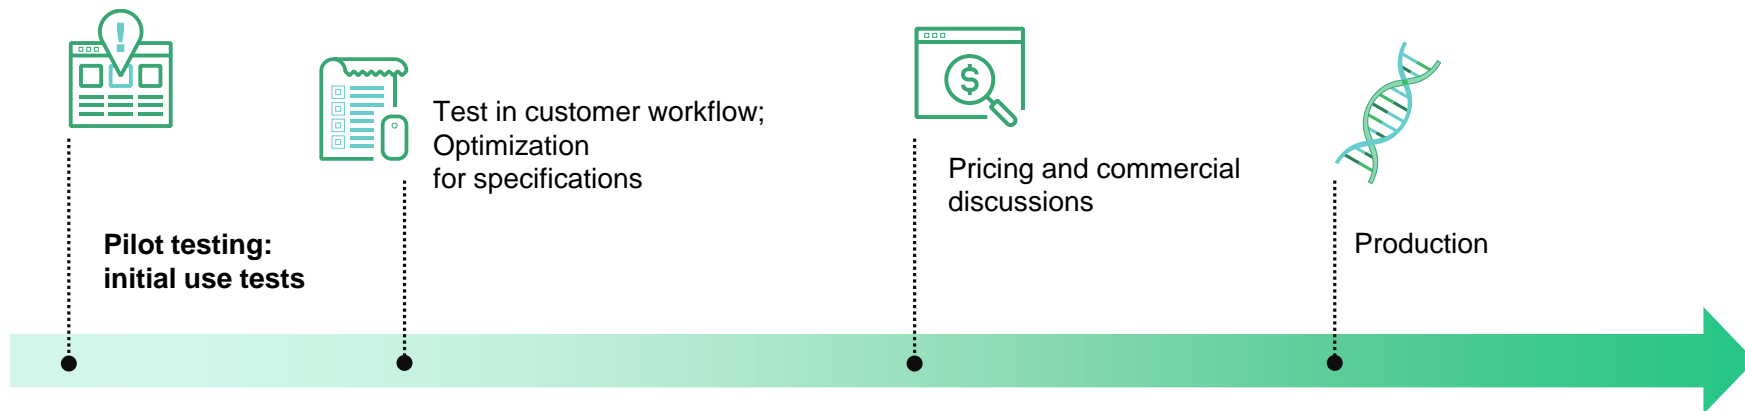 Pilot testing:
initial use tests
Test in customer workflow;
Optimization
for specifications
Pricing and commercial
discussions
Production